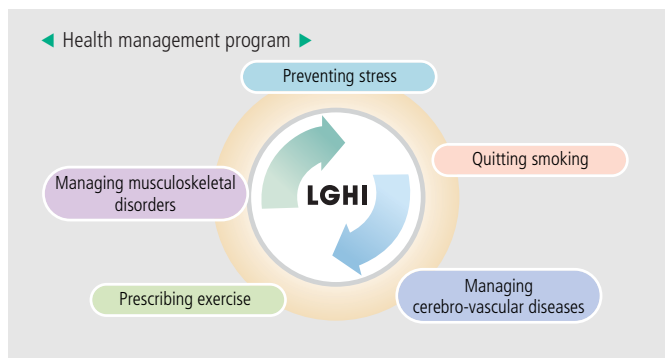 ◀ Health management program ▶
Preventing stress
Quitting smoking
Managing musculoskeletal
disorders
LGHI
Prescribing exercise
Managing
cerebro-vascular diseases